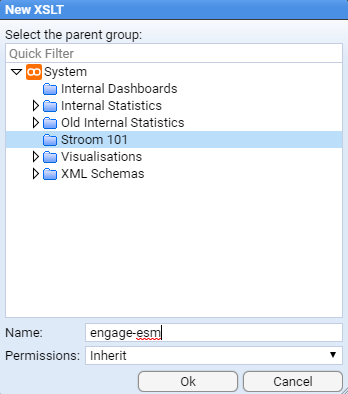 New XSLT
Select the parent group:
Quick Filter
System
Internal Dashboards
Internal Statistics
Old Internal Statistics
Stroom 101
Visualisations
XML Schemas
Name: engage-esm
Permissions: Inherit
Ok Cancel